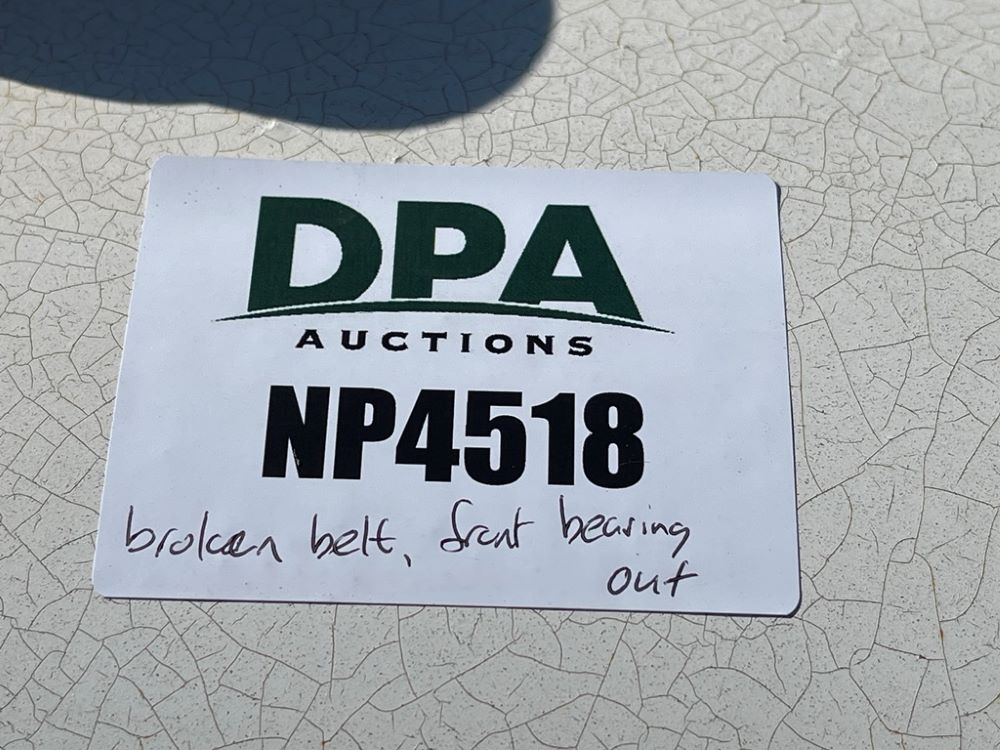 DPA
AUCTIONS
NP4518
broken belt, front bearing
out